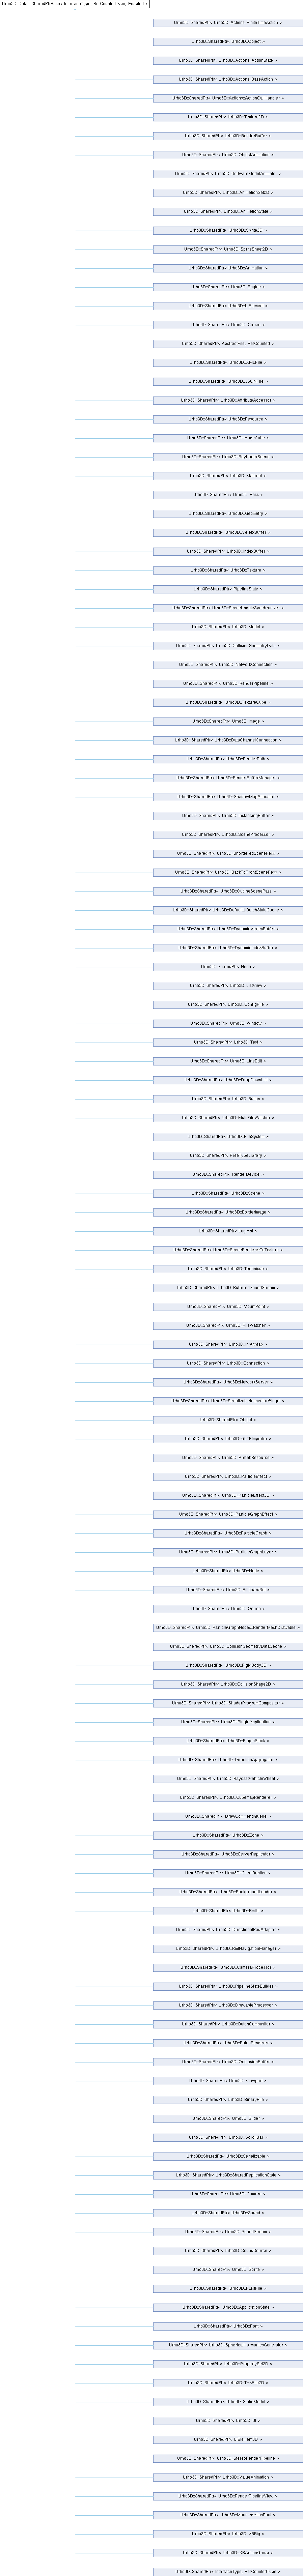 Urho3D::Detail::SharedPtrBase< InterfaceType, RefCountedType, Enabled >
Urho3D::SharedPtr< Urho3D::Actions::FiniteTimeAction >
Urho3D::SharedPtr< Urho3D::Object >
Urho3D::SharedPtr< Urho3D::Actions::ActionState >
Urho3D::SharedPtr< Urho3D::Actions::BaseAction >
Urho3D::SharedPtr< Urho3D::Actions::ActionCallHandler >
Urho3D::SharedPtr< Urho3D::Texture2D >
Urho3D::SharedPtr< Urho3D::RenderBuffer >
Urho3D::SharedPtr< Urho3D::ObjectAnimation >
Urho3D::SharedPtr< Urho3D::SoftwareModelAnimator >
Urho3D::SharedPtr< Urho3D::AnimationSet2D >
Urho3D::SharedPtr< Urho3D::AnimationState >
Urho3D::SharedPtr< Urho3D::Sprite2D >
Urho3D::SharedPtr< Urho3D::SpriteSheet2D >
Urho3D::SharedPtr< Urho3D::Animation >
Urho3D::SharedPtr< Urho3D::Engine >
Urho3D::SharedPtr< Urho3D::UIElement >
Urho3D::SharedPtr< Urho3D::Cursor >
Urho3D::SharedPtr< AbstractFile, RefCounted >
Urho3D::SharedPtr< Urho3D::XMLFile >
Urho3D::SharedPtr< Urho3D::JSONFile >
Urho3D::SharedPtr< Urho3D::AttributeAccessor >
Urho3D::SharedPtr< Urho3D::Resource >
Urho3D::SharedPtr< Urho3D::ImageCube >
Urho3D::SharedPtr< Urho3D::RaytracerScene >
Urho3D::SharedPtr< Urho3D::Material >
Urho3D::SharedPtr< Urho3D::Pass >
Urho3D::SharedPtr< Urho3D::Geometry >
Urho3D::SharedPtr< Urho3D::VertexBuffer >
Urho3D::SharedPtr< Urho3D::IndexBuffer >
Urho3D::SharedPtr< Urho3D::Texture >
Urho3D::SharedPtr< PipelineState >
Urho3D::SharedPtr< Urho3D::SceneUpdateSynchronizer >
Urho3D::SharedPtr< Urho3D::Model >
Urho3D::SharedPtr< Urho3D::CollisionGeometryData >
Urho3D::SharedPtr< Urho3D::NetworkConnection >
Urho3D::SharedPtr< Urho3D::RenderPipeline >
Urho3D::SharedPtr< Urho3D::TextureCube >
Urho3D::SharedPtr< Urho3D::Image >
Urho3D::SharedPtr< Urho3D::DataChannelConnection >
Urho3D::SharedPtr< Urho3D::RenderPath >
Urho3D::SharedPtr< Urho3D::RenderBufferManager >
Urho3D::SharedPtr< Urho3D::ShadowMapAllocator >
Urho3D::SharedPtr< Urho3D::InstancingBuffer >
Urho3D::SharedPtr< Urho3D::SceneProcessor >
Urho3D::SharedPtr< Urho3D::UnorderedScenePass >
Urho3D::SharedPtr< Urho3D::BackToFrontScenePass >
Urho3D::SharedPtr< Urho3D::OutlineScenePass >
Urho3D::SharedPtr< Urho3D::DefaultUIBatchStateCache >
Urho3D::SharedPtr< Urho3D::DynamicVertexBuffer >
Urho3D::SharedPtr< Urho3D::DynamicIndexBuffer >
Urho3D::SharedPtr< Node >
Urho3D::SharedPtr< Urho3D::ListView >
Urho3D::SharedPtr< Urho3D::ConfigFile >
Urho3D::SharedPtr< Urho3D::Window >
Urho3D::SharedPtr< Urho3D::Text >
Urho3D::SharedPtr< Urho3D::LineEdit >
Urho3D::SharedPtr< Urho3D::DropDownList >
Urho3D::SharedPtr< Urho3D::Button >
Urho3D::SharedPtr< Urho3D::MultiFileWatcher >
Urho3D::SharedPtr< Urho3D::FileSystem >
Urho3D::SharedPtr< FreeTypeLibrary >
Urho3D::SharedPtr< RenderDevice >
Urho3D::SharedPtr< Urho3D::Scene >
Urho3D::SharedPtr< Urho3D::BorderImage >
Urho3D::SharedPtr< LogImpl >
Urho3D::SharedPtr< Urho3D::SceneRendererToTexture >
Urho3D::SharedPtr< Urho3D::Technique >
Urho3D::SharedPtr< Urho3D::BufferedSoundStream >
Urho3D::SharedPtr< Urho3D::MountPoint >
Urho3D::SharedPtr< Urho3D::FileWatcher >
Urho3D::SharedPtr< Urho3D::InputMap >
Urho3D::SharedPtr< Urho3D::Connection >
Urho3D::SharedPtr< Urho3D::NetworkServer >
Urho3D::SharedPtr< Urho3D::SerializableInspectorWidget >
Urho3D::SharedPtr< Object >
Urho3D::SharedPtr< Urho3D::GLTFImporter >
Urho3D::SharedPtr< Urho3D::PrefabResource >
Urho3D::SharedPtr< Urho3D::ParticleEffect >
Urho3D::SharedPtr< Urho3D::ParticleEffect2D >
Urho3D::SharedPtr< Urho3D::ParticleGraphEffect >
Urho3D::SharedPtr< Urho3D::ParticleGraph >
Urho3D::SharedPtr< Urho3D::ParticleGraphLayer >
Urho3D::SharedPtr< Urho3D::Node >
Urho3D::SharedPtr< Urho3D::BillboardSet >
Urho3D::SharedPtr< Urho3D::Octree >
Urho3D::SharedPtr< Urho3D::ParticleGraphNodes::RenderMeshDrawable >
Urho3D::SharedPtr< Urho3D::CollisionGeometryDataCache >
Urho3D::SharedPtr< Urho3D::RigidBody2D >
Urho3D::SharedPtr< Urho3D::CollisionShape2D >
Urho3D::SharedPtr< Urho3D::ShaderProgramCompositor >
Urho3D::SharedPtr< Urho3D::PluginApplication >
Urho3D::SharedPtr< Urho3D::PluginStack >
Urho3D::SharedPtr< Urho3D::DirectionAggregator >
Urho3D::SharedPtr< Urho3D::RaycastVehicleWheel >
Urho3D::SharedPtr< Urho3D::CubemapRenderer >
Urho3D::SharedPtr< DrawCommandQueue >
Urho3D::SharedPtr< Urho3D::Zone >
Urho3D::SharedPtr< Urho3D::ServerReplicator >
Urho3D::SharedPtr< Urho3D::ClientReplica >
Urho3D::SharedPtr< Urho3D::BackgroundLoader >
Urho3D::SharedPtr< Urho3D::RmlUI >
Urho3D::SharedPtr< Urho3D::DirectionalPadAdapter >
Urho3D::SharedPtr< Urho3D::RmlNavigationManager >
Urho3D::SharedPtr< Urho3D::CameraProcessor >
Urho3D::SharedPtr< Urho3D::PipelineStateBuilder >
Urho3D::SharedPtr< Urho3D::DrawableProcessor >
Urho3D::SharedPtr< Urho3D::BatchCompositor >
Urho3D::SharedPtr< Urho3D::BatchRenderer >
Urho3D::SharedPtr< Urho3D::OcclusionBuffer >
Urho3D::SharedPtr< Urho3D::Viewport >
Urho3D::SharedPtr< Urho3D::BinaryFile >
Urho3D::SharedPtr< Urho3D::Slider >
Urho3D::SharedPtr< Urho3D::ScrollBar >
Urho3D::SharedPtr< Urho3D::Serializable >
Urho3D::SharedPtr< Urho3D::SharedReplicationState >
Urho3D::SharedPtr< Urho3D::Camera >
Urho3D::SharedPtr< Urho3D::Sound >
Urho3D::SharedPtr< Urho3D::SoundStream >
Urho3D::SharedPtr< Urho3D::SoundSource >
Urho3D::SharedPtr< Urho3D::Sprite >
Urho3D::SharedPtr< Urho3D::PListFile >
Urho3D::SharedPtr< Urho3D::ApplicationState >
Urho3D::SharedPtr< Urho3D::Font >
Urho3D::SharedPtr< Urho3D::SphericalHarmonicsGenerator >
Urho3D::SharedPtr< Urho3D::PropertySet2D >
Urho3D::SharedPtr< Urho3D::TmxFile2D >
Urho3D::SharedPtr< Urho3D::StaticModel >
Urho3D::SharedPtr< Urho3D::UI >
Urho3D::SharedPtr< UIElement3D >
Urho3D::SharedPtr< Urho3D::StereoRenderPipeline >
Urho3D::SharedPtr< Urho3D::ValueAnimation >
Urho3D::SharedPtr< Urho3D::RenderPipelineView >
Urho3D::SharedPtr< Urho3D::MountedAliasRoot >
Urho3D::SharedPtr< Urho3D::VRRig >
Urho3D::SharedPtr< Urho3D::VRActionGroup >
Urho3D::SharedPtr< InterfaceType, RefCountedType >